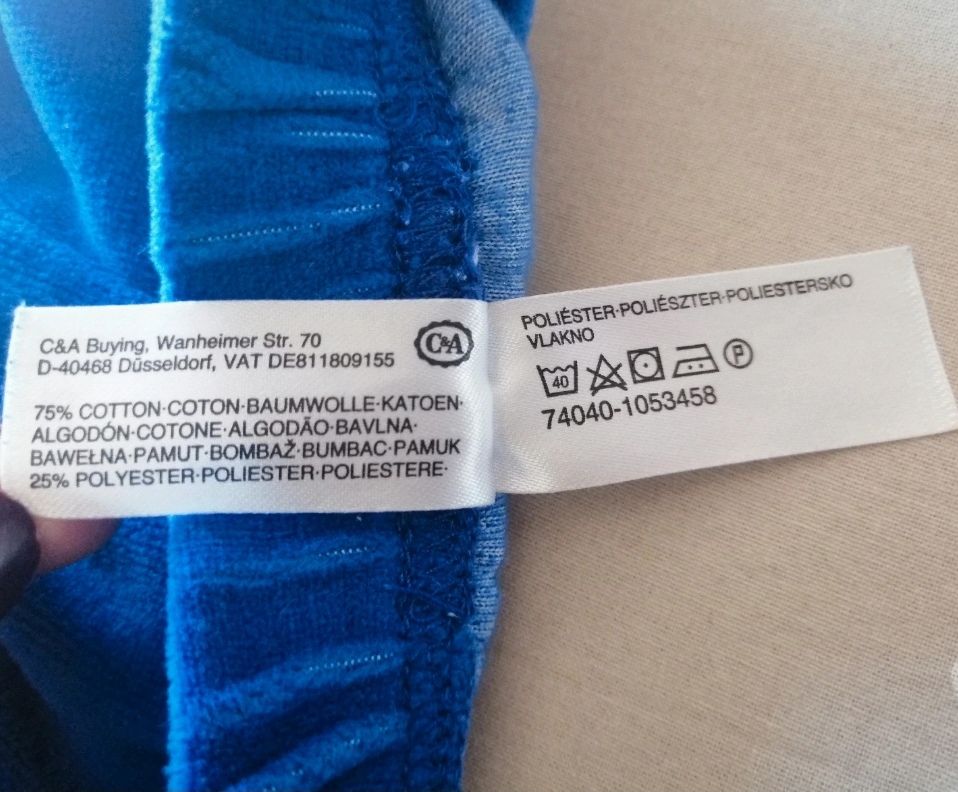 C&A Buying, Wanheimer Str. 70
D-40468 Düsseldorf, VAT DE811809155
C&A
75% COTTON·COTON·BAUMWOLLE·KATOEN·
ALGODÓN·COTONE·ALGODÃO·BAVLNA·
BAWEŁNA·PAMUT·BOMBAŽ·BUMBAC·PAMUK
25% POLYESTER·POLIESTER·POLIESTERE·
POLIÉSTER·POLIÉSZTER·POLIESTERSKO
VLAKNO
40
P
74040-1053458